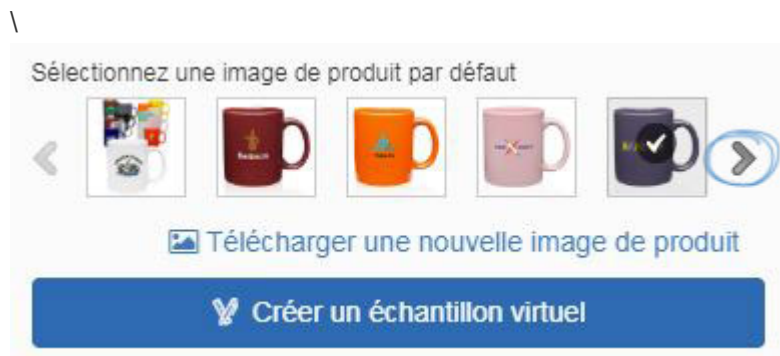 \
Sélectionnez une image de produit par défaut
Télécharger une nouvelle image de produit
Créer un échantillon virtuel